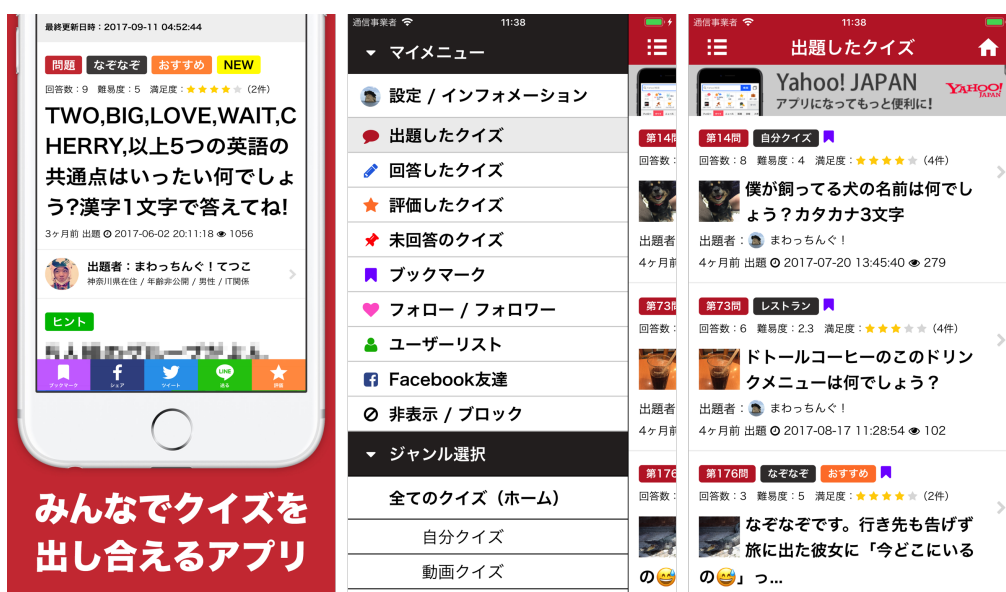 最終更新日時：2017-09-11 04:52:44
問題 なぞなぞ おすすめ NEW
回答数：9 難易度：5 満足度：★★★★★ (2件)
TWO,BIG,LOVE,WAIT,C
HERRY,以上5つの英語の
共通点はいったい何でしょ
う?漢字1文字で答えてね!
3ヶ月前 出題 2017-06-02 20:11:18 1056
出題者：まわっちんぐ！てつこ
神奈川県在住 / 年齢非公開 / 男性 / IT関係
ヒント
ブックマーク シェア ツイート LINE 送る 評価
みんなでクイズを
出し合えるアプリ
通信事業者 11:38
マイメニュー
設定 / インフォメーション
出題したクイズ
回答したクイズ
評価したクイズ
未回答のクイズ
ブックマーク
フォロー / フォロワー
ユーザーリスト
Facebook友達
非表示 / ブロック
ジャンル選択
全てのクイズ（ホーム）
自分クイズ
動画クイズ
第14問
回答数：
出題者
4ヶ月前
第73問
回答数：
出題者
4ヶ月前
第176
回答数：
の😅
通信事業者 11:38
出題したクイズ
Yahoo! JAPAN
アプリになってもっと便利に!
YAHOO! JAPAN
第14問 自分クイズ
回答数：8 難易度：4 満足度：★★★★★ (4件)
僕が飼ってる犬の名前は何でし
ょう？カタカナ3文字
出題者： まわっちんぐ！
4ヶ月前 出題 2017-07-20 13:45:40 279
第73問 レストラン
回答数：6 難易度：2.3 満足度：★★★★★ (4件)
ドトールコーヒーのこのドリン
クメニューは何でしょう？
出題者： まわっちんぐ！
4ヶ月前 出題 2017-08-17 11:28:54 102
第176問 なぞなぞ おすすめ
回答数：3 難易度：5 満足度：★★★★★ (2件)
なぞなぞです。行き先も告げず
旅に出た彼女に「今どこにいる
の😅」っ...